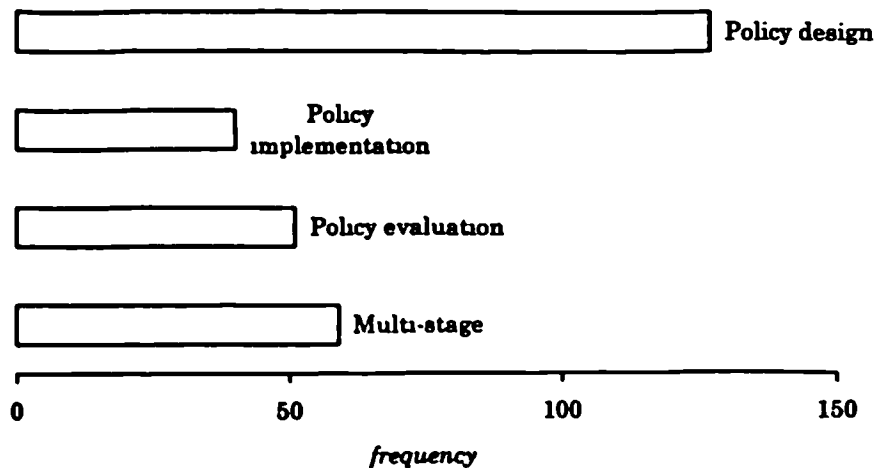 Policy design
Policy
implementation
Policy evaluation
Multi-stage
0 50 100 150
frequency